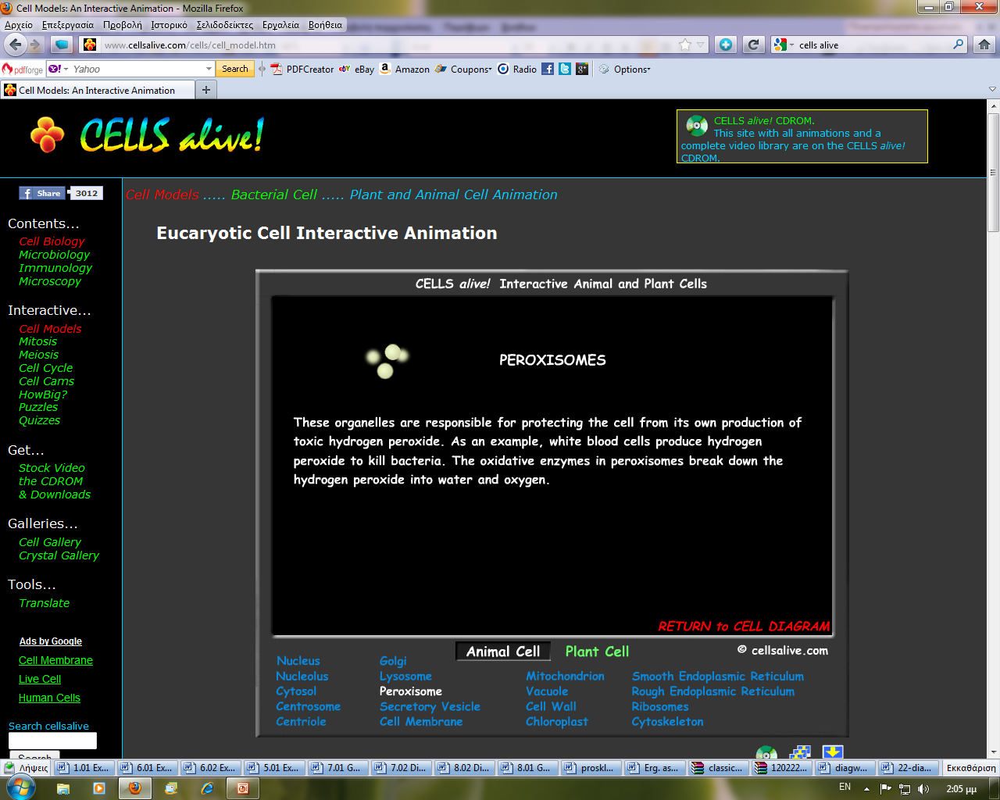 Cell Models: An Interactive Animation - Mozilla Firefox
Αρχείο Επεξεργασία Προβολή Ιστορικό Σελιδοδείκτες Εργαλεία Βοήθεια
www.cellsalive.com/cells/cell_model.htm
cells alive
pdfforge Y! Yahoo Search PDFCreator eBay Amazon Coupons Radio Options
Cell Models: An Interactive Animation
CELLS alive!
CELLS alive! CDROM.
This site with all animations and a
complete video library are on the CELLS alive!
CDROM.
Share 3012
Cell Models ..... Bacterial Cell ..... Plant and Animal Cell Animation
Eucaryotic Cell Interactive Animation
Contents...
Cell Biology
Microbiology
Immunology
Microscopy
Interactive...
Cell Models
Mitosis
Meiosis
Cell Cycle
Cell Cams
HowBig?
Puzzles
Quizzes
Get...
Stock Video
the CDROM
& Downloads
Galleries...
Cell Gallery
Crystal Gallery
Tools...
Translate
Ads by Google
Cell Membrane
Live Cell
Human Cells
Search cellsalive
Search
CELLS alive! Interactive Animal and Plant Cells
PEROXISOMES
These organelles are responsible for protecting the cell from its own production of
toxic hydrogen peroxide. As an example, white blood cells produce hydrogen
peroxide to kill bacteria. The oxidative enzymes in peroxisomes break down the
hydrogen peroxide into water and oxygen.
RETURN to CELL DIAGRAM
Animal Cell Plant Cell © cellsalive.com
Nucleus Golgi
Nucleolus Lysosome Mitochondrion Smooth Endoplasmic Reticulum
Cytosol Peroxisome Vacuole Rough Endoplasmic Reticulum
Centrosome Secretory Vesicle Cell Wall Ribosomes
Centriole Cell Membrane Chloroplast Cytoskeleton
Λήψεις 1.01 Ex... 6.01 Ex... 6.02 Ex... 5.01 Ex... 7.01 G... 7.02 Di... 8.02 Di... 8.01 G... proskl... Erg. as... classic... 120222... diagw... 22-dia... Εκκαθάριση
EN 2:05 μμ